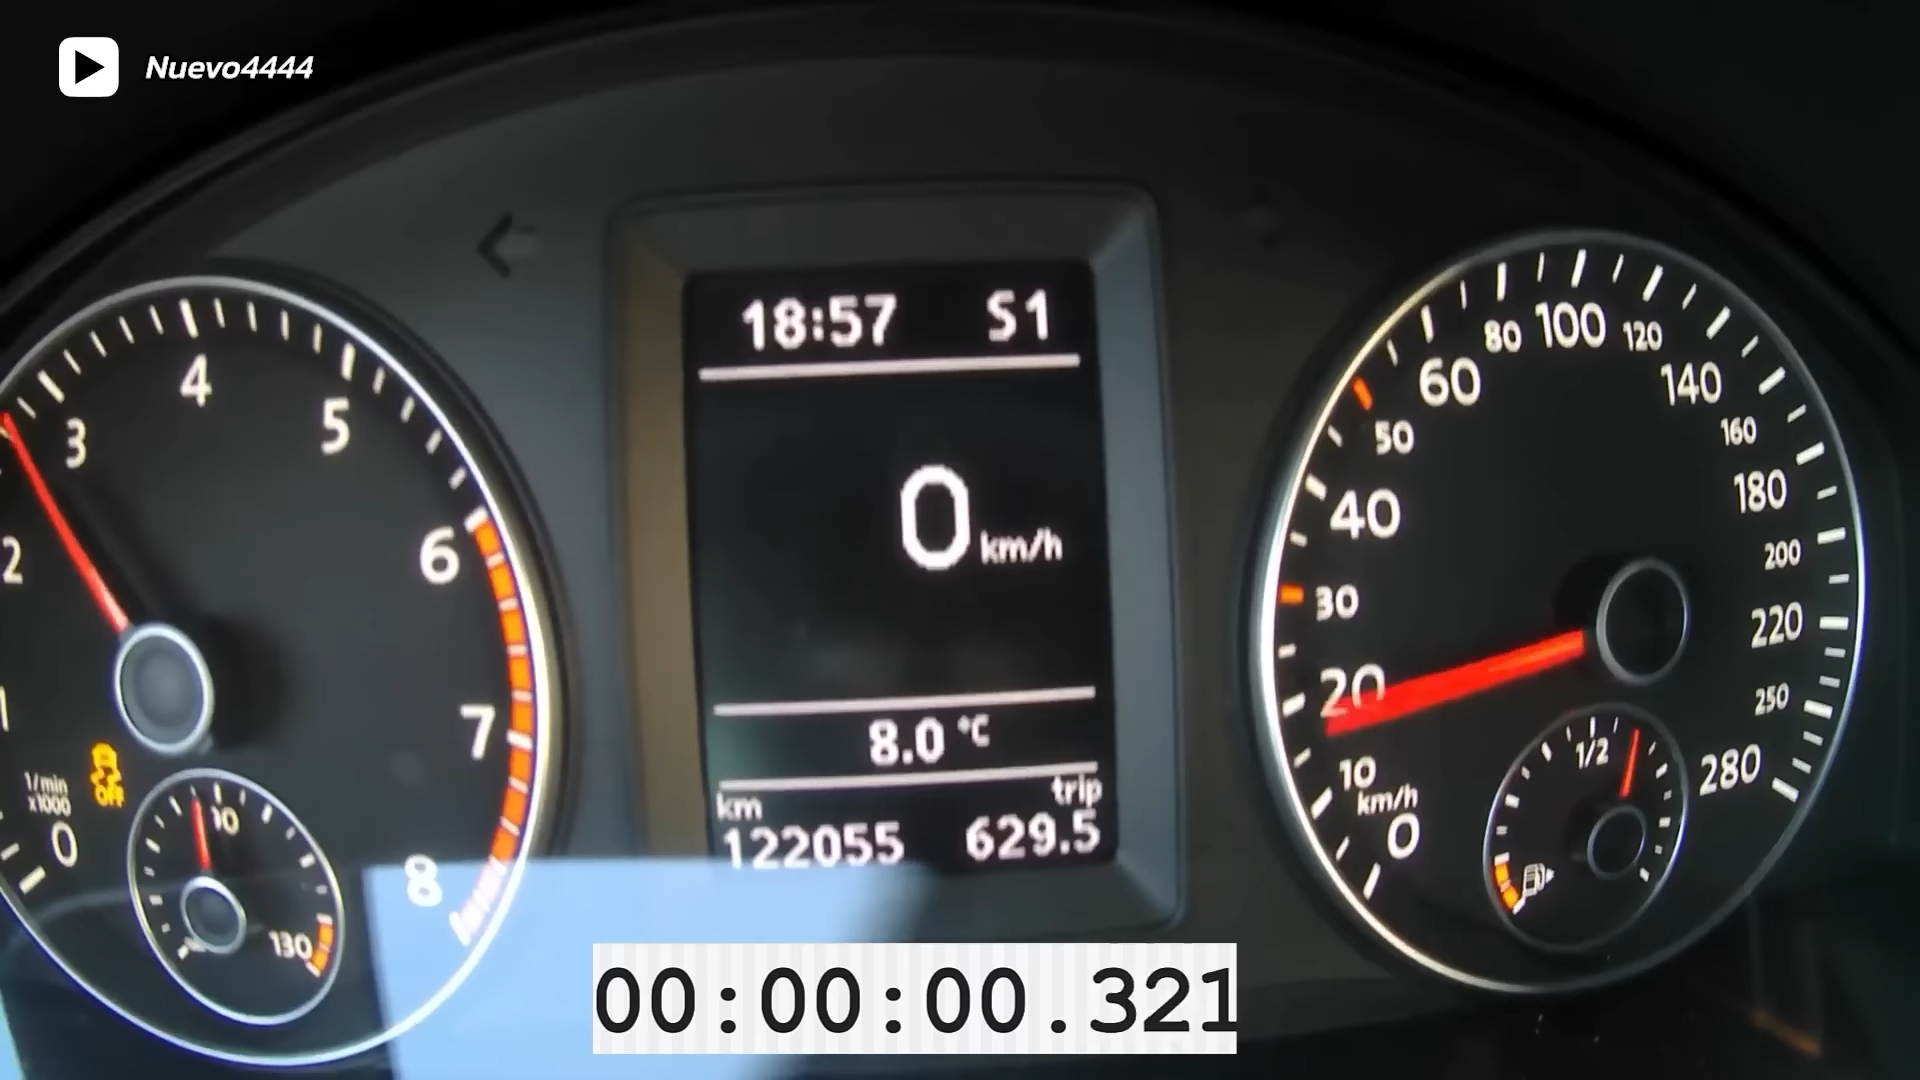 Nuevo4444
18:57 S1
0 km/h
8.0 °C
km trip
122055 629.5
0 1 2 3 4 5 6 7 8
1/min
x1000
OFF
90
130
0 10 20 30 40 50 60 80 100 120 140 160 180 200 220 250 280
km/h
1/2
00:00:00.321